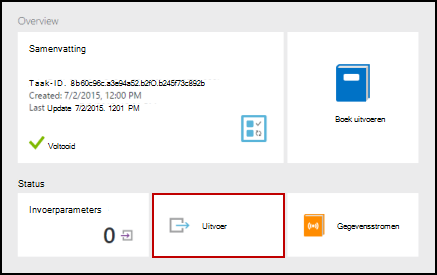 Overview
Samenvatting
Taak-ID. 8b60c96c.a3e94a52.b2f0.b245f73c892b
Created: 7/2/2015, 12:00 PM
Last Update 7/2/2015. 1201 PM
Voltooid
Boek uitvoeren
Status
Invoerparameters
0
Uitvoer
Gegevensstromen